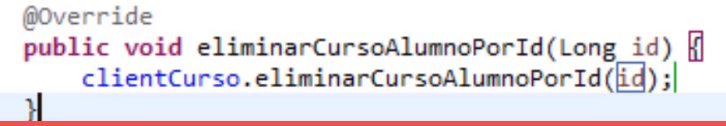 @Override
public void eliminarCursoAlumnoPorId(Long id) {
clientCurso.eliminarCursoAlumnoPorId(id);
}